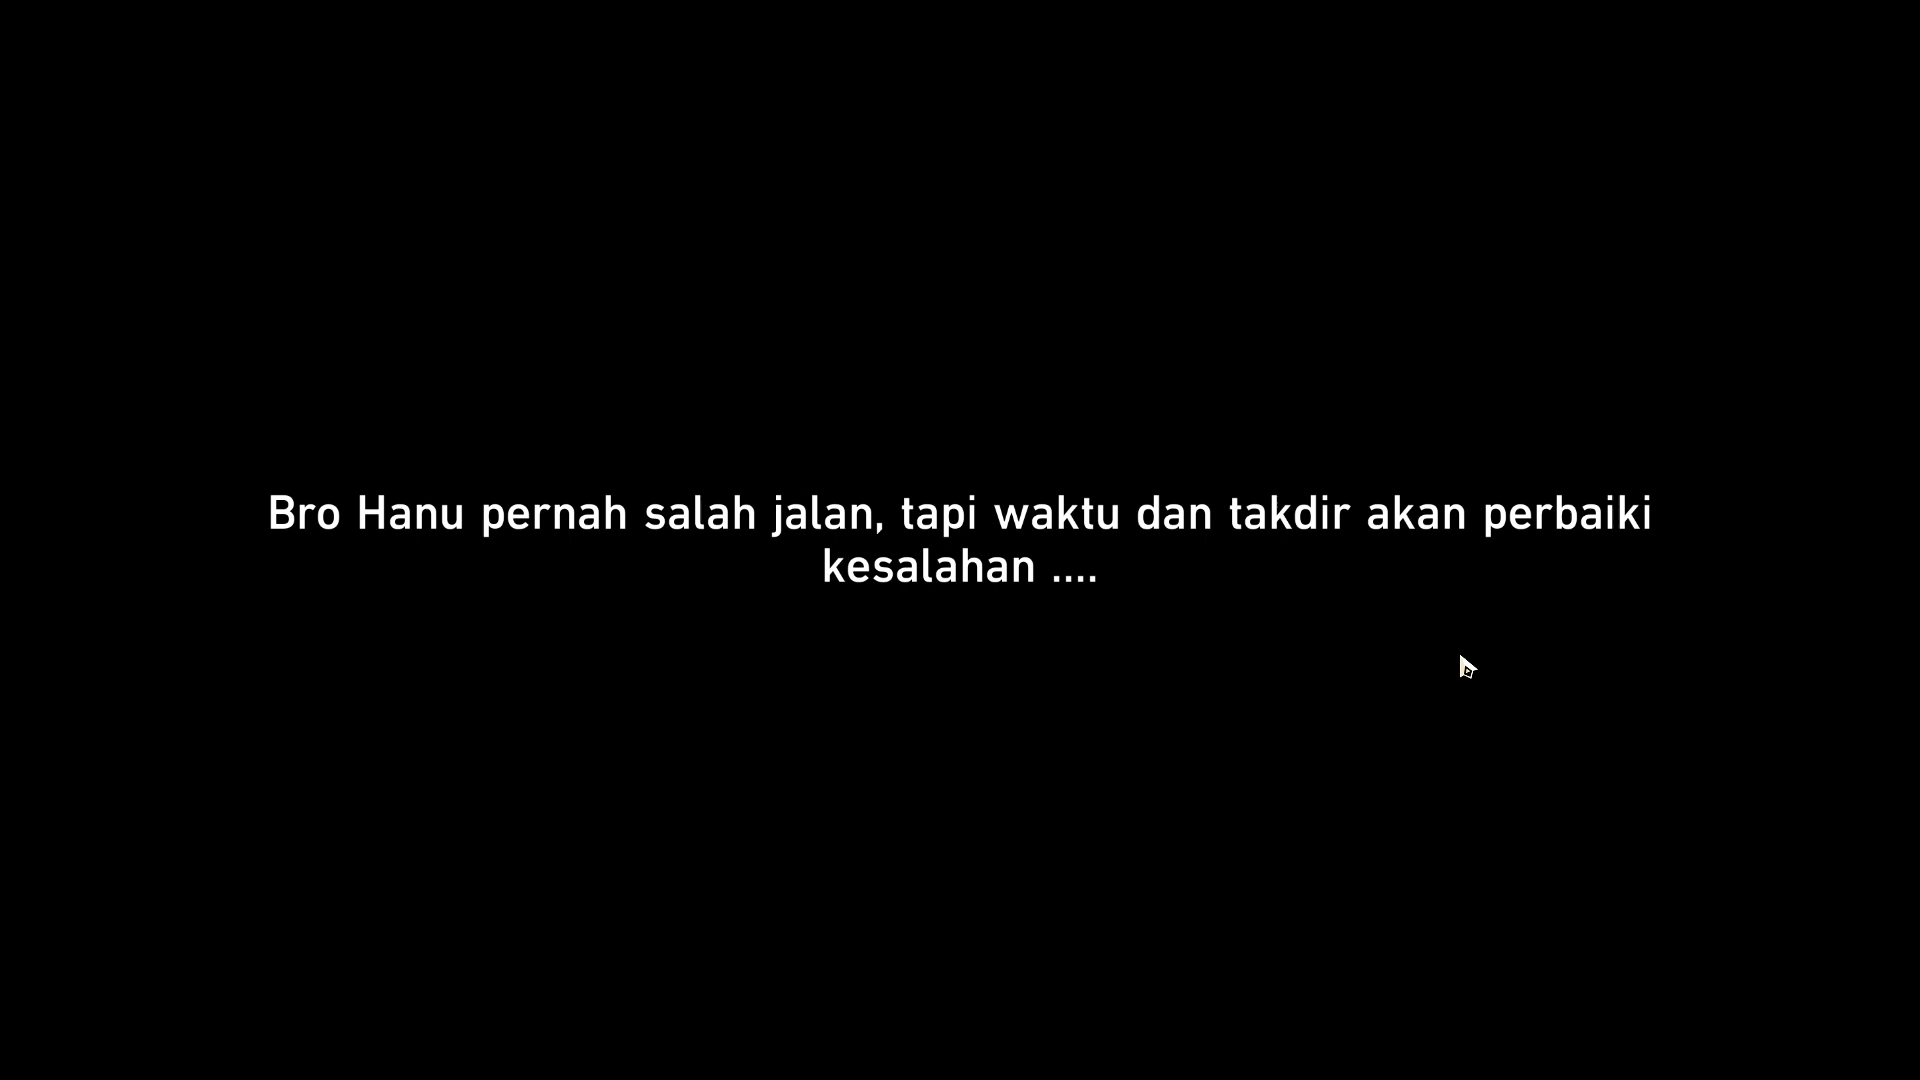 Bro Hanu pernah salah jalan, tapi waktu dan takdir akan perbaiki
kesalahan ....